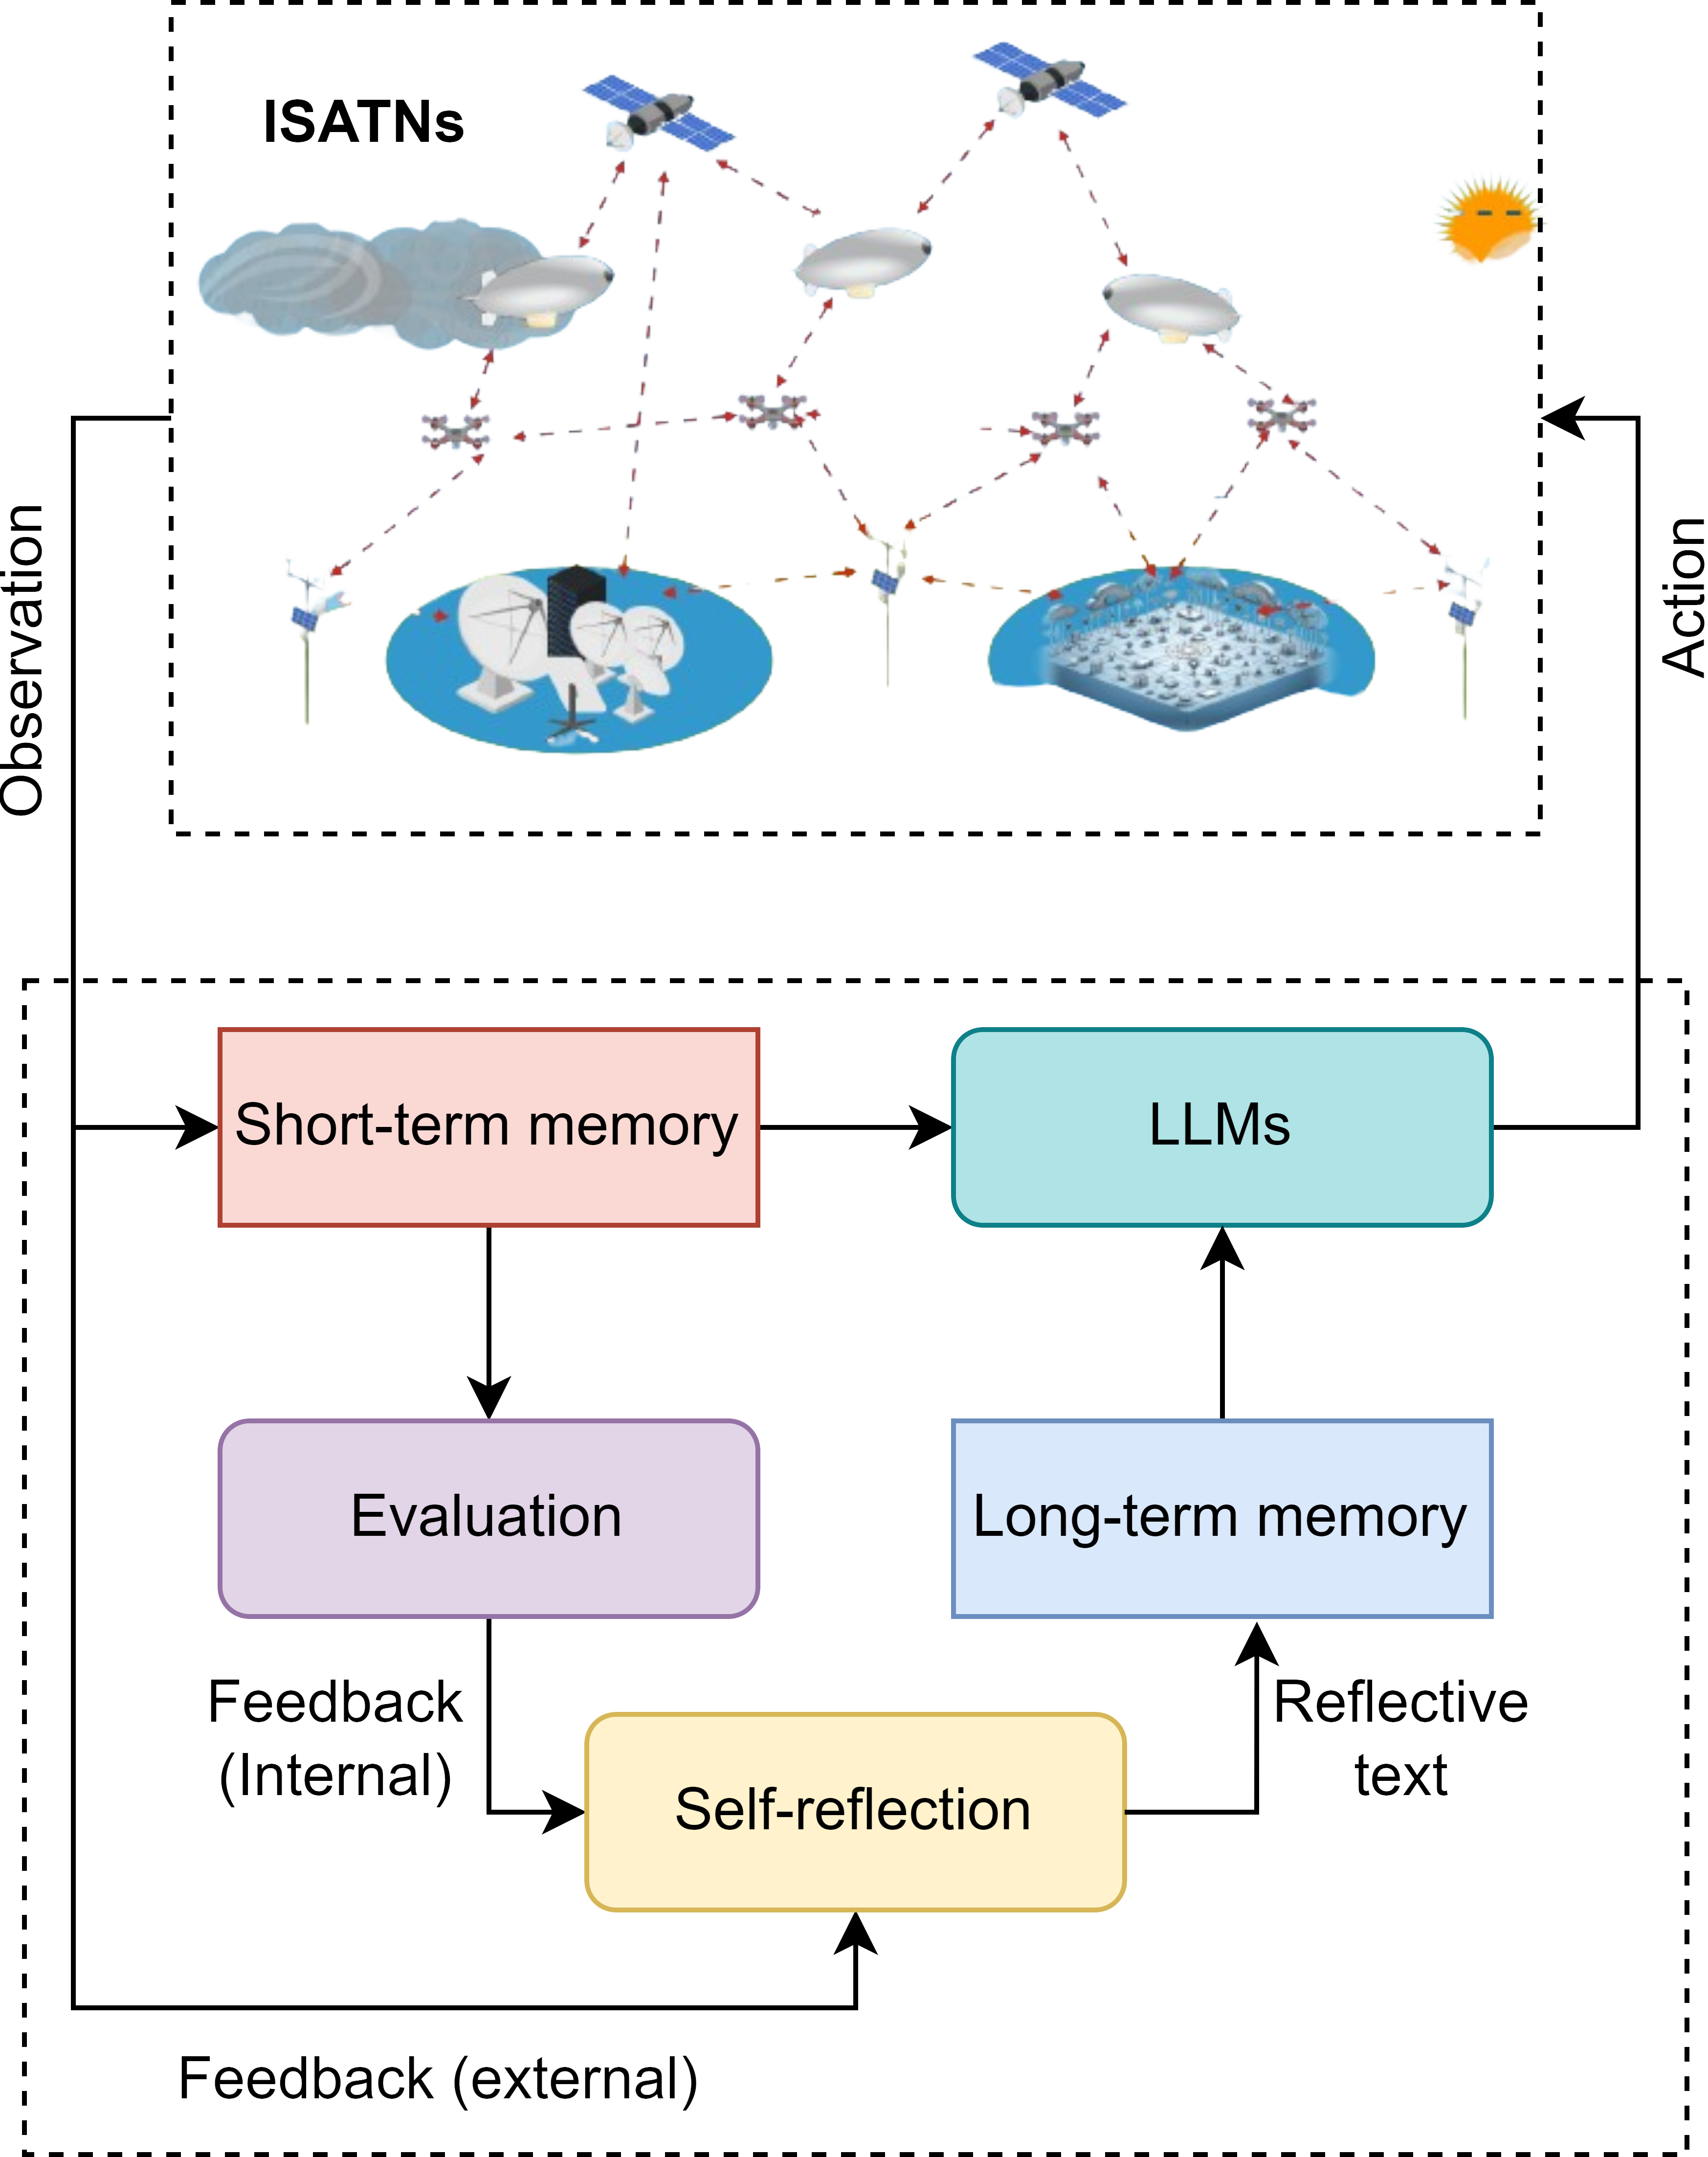 ISATNs
Observation
Action
Short-term memory
LLMs
Evaluation
Long-term memory
Feedback
(Internal)
Reflective
text
Self-reflection
Feedback (external)